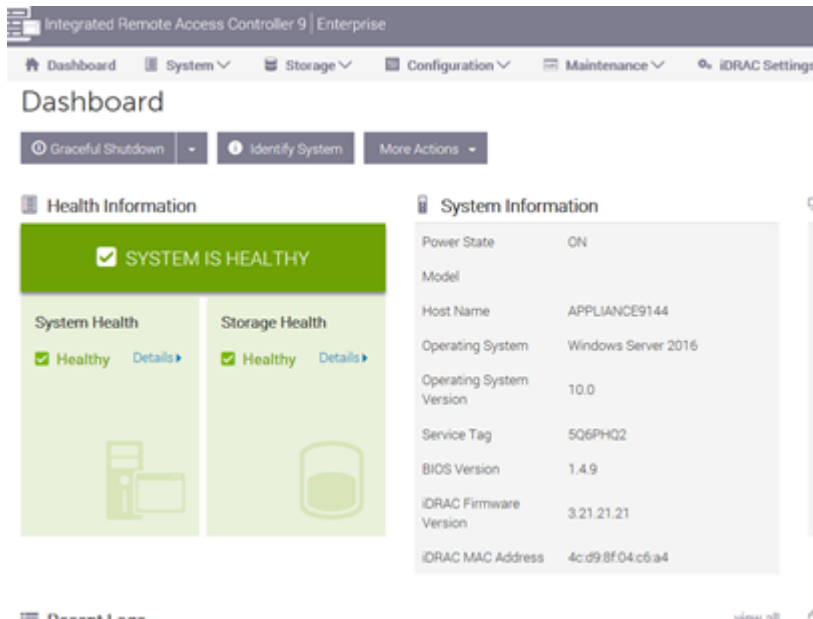 Integrated Remote Access Controller 9 | Enterprise
Dashboard System Storage Configuration Maintenance iDRAC Settings
Dashboard
Graceful Shutdown Identify System More Actions
Health Information
SYSTEM IS HEALTHY
System Health
Healthy Details
Storage Health
Healthy Details
System Information
Power State ON
Model
Host Name APPLIANCE9144
Operating System Windows Server 2016
Operating System
Version
10.0
Service Tag 5Q6PHQ2
BIOS Version 1.4.9
iDRAC Firmware
Version
3.21.21.21
iDRAC MAC Address 4c:d9:8f:04:c6:a4
Recent Logs view all